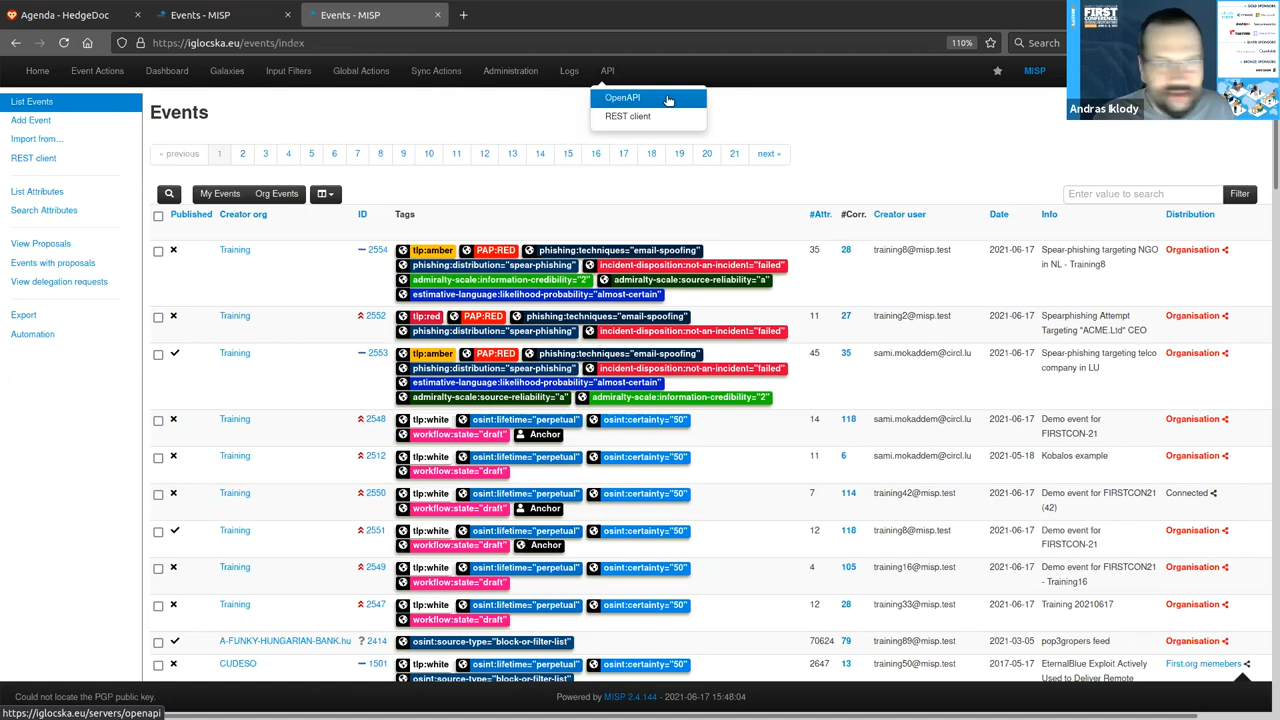 Agenda - HedgeDoc
Events - MISP
Events - MISP
https://iglocska.eu/events/index
110%
Search
Home Event Actions Dashboard Galaxies Input Filters Global Actions Sync Actions Administration Logs API
MISP
OpenAPI
REST client
FIRST
CONFERENCE
Andras Iklody
List Events
Add Event
Import from...
REST client
List Attributes
Search Attributes
View Proposals
Events with proposals
View delegation requests
Export
Automation
Events
« previous 1 2 3 4 5 6 7 8 9 10 11 12 13 14 15 16 17 18 19 20 21 next »
My Events Org Events
Enter value to search Filter
Published Creator org ID Tags #Attr. #Corr. Creator user Date Info Distribution
Training 2554 tlp:amber PAP:RED phishing:techniques="email-spoofing" 35 28 training8@misp.test 2021-06-17 Spear-phishing targeting NGO Organisation
phishing:distribution="spear-phishing" incident-disposition:not-an-incident="failed" in NL - Training8
admiralty-scale:information-credibility="2" admiralty-scale:source-reliability="a"
estimative-language:likelihood-probability="almost-certain"
Training 2552 tlp:red PAP:RED phishing:techniques="email-spoofing" 11 27 training2@misp.test 2021-06-17 Spearphishing Attempt Organisation
phishing:distribution="spear-phishing" incident-disposition:not-an-incident="failed" Targeting "ACME.Ltd" CEO
Training 2553 tlp:amber PAP:RED phishing:techniques="email-spoofing" 45 35 sami.mokaddem@circl.lu 2021-06-17 Spear-phishing targeting telco Organisation
phishing:distribution="spear-phishing" incident-disposition:not-an-incident="failed" company in LU
estimative-language:likelihood-probability="almost-certain"
admiralty-scale:source-reliability="a" admiralty-scale:information-credibility="2"
Training 2548 tlp:white osint:lifetime="perpetual" osint:certainty="50" 14 118 sami.mokaddem@circl.lu 2021-06-17 Demo event for Organisation
workflow:state="draft" Anchor FIRSTCON-21
Training 2512 tlp:white osint:lifetime="perpetual" osint:certainty="50" 11 6 sami.mokaddem@circl.lu 2021-05-18 Kobalos example Organisation
workflow:state="draft"
Training 2550 tlp:white osint:lifetime="perpetual" osint:certainty="50" 7 114 training42@misp.test 2021-06-17 Demo event for FIRSTCON21 Connected
workflow:state="draft" Anchor (42)
Training 2551 tlp:white osint:lifetime="perpetual" osint:certainty="50" 12 118 training8@misp.test 2021-06-17 Demo event for Organisation
workflow:state="draft" Anchor FIRSTCON-21
Training 2549 tlp:white osint:lifetime="perpetual" osint:certainty="50" 4 105 training16@misp.test 2021-06-17 Demo event for FIRSTCON21 Organisation
workflow:state="draft" - Training16
Training 2547 tlp:white osint:lifetime="perpetual" osint:certainty="50" 12 28 training33@misp.test 2021-06-17 Training 20210617 Organisation
workflow:state="draft"
A-FUNKY-HUNGARIAN-BANK.hu ? 2414 osint:source-type="block-or-filter-list" 70624 79 training89@misp.test 2021-03-05 pop3gropers feed Organisation
CUDESO 1501 tlp:white osint:lifetime="perpetual" osint:certainty="50" 2647 13 training50@misp.test 2017-05-17 EternalBlue Exploit Actively First.org memebers
osint:source-type="block-or-filter-list" Used to Deliver Remote
Could not locate the PGP public key. Powered by MISP 2.4.144 - 2021-06-17 15:48:04
https://iglocska.eu/servers/openapi